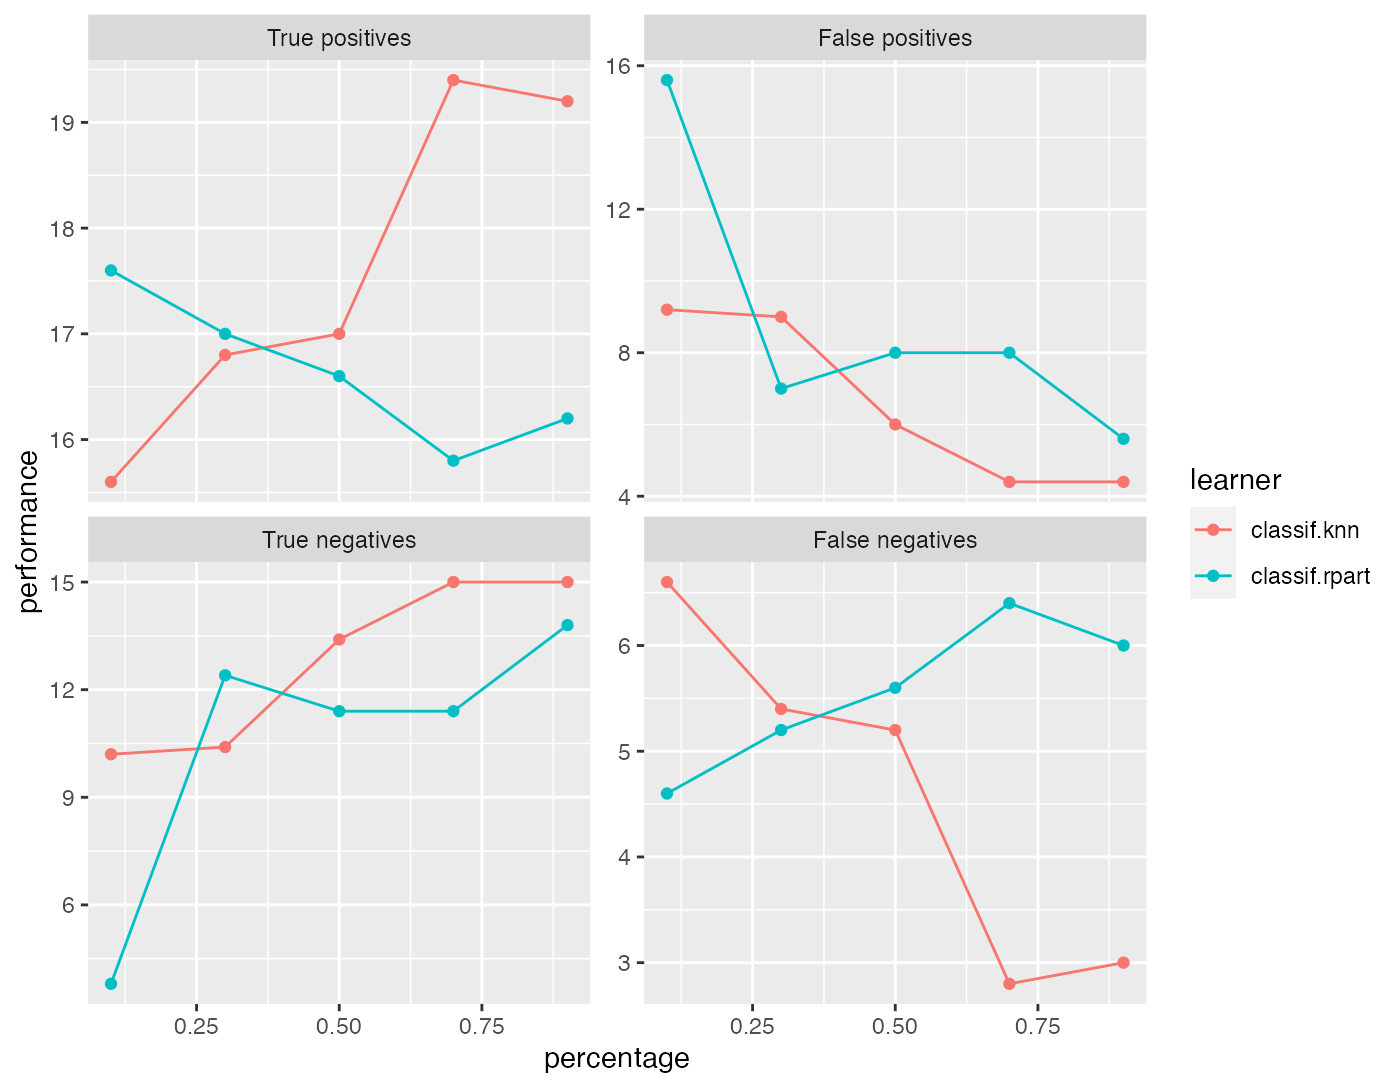 True positives
False positives
19
18
17
16
16
12
8
4
performance
True negatives
False negatives
15
12
9
6
6
5
4
3
0.25 0.50 0.75
0.25 0.50 0.75
percentage
learner
classif.knn
classif.rpart